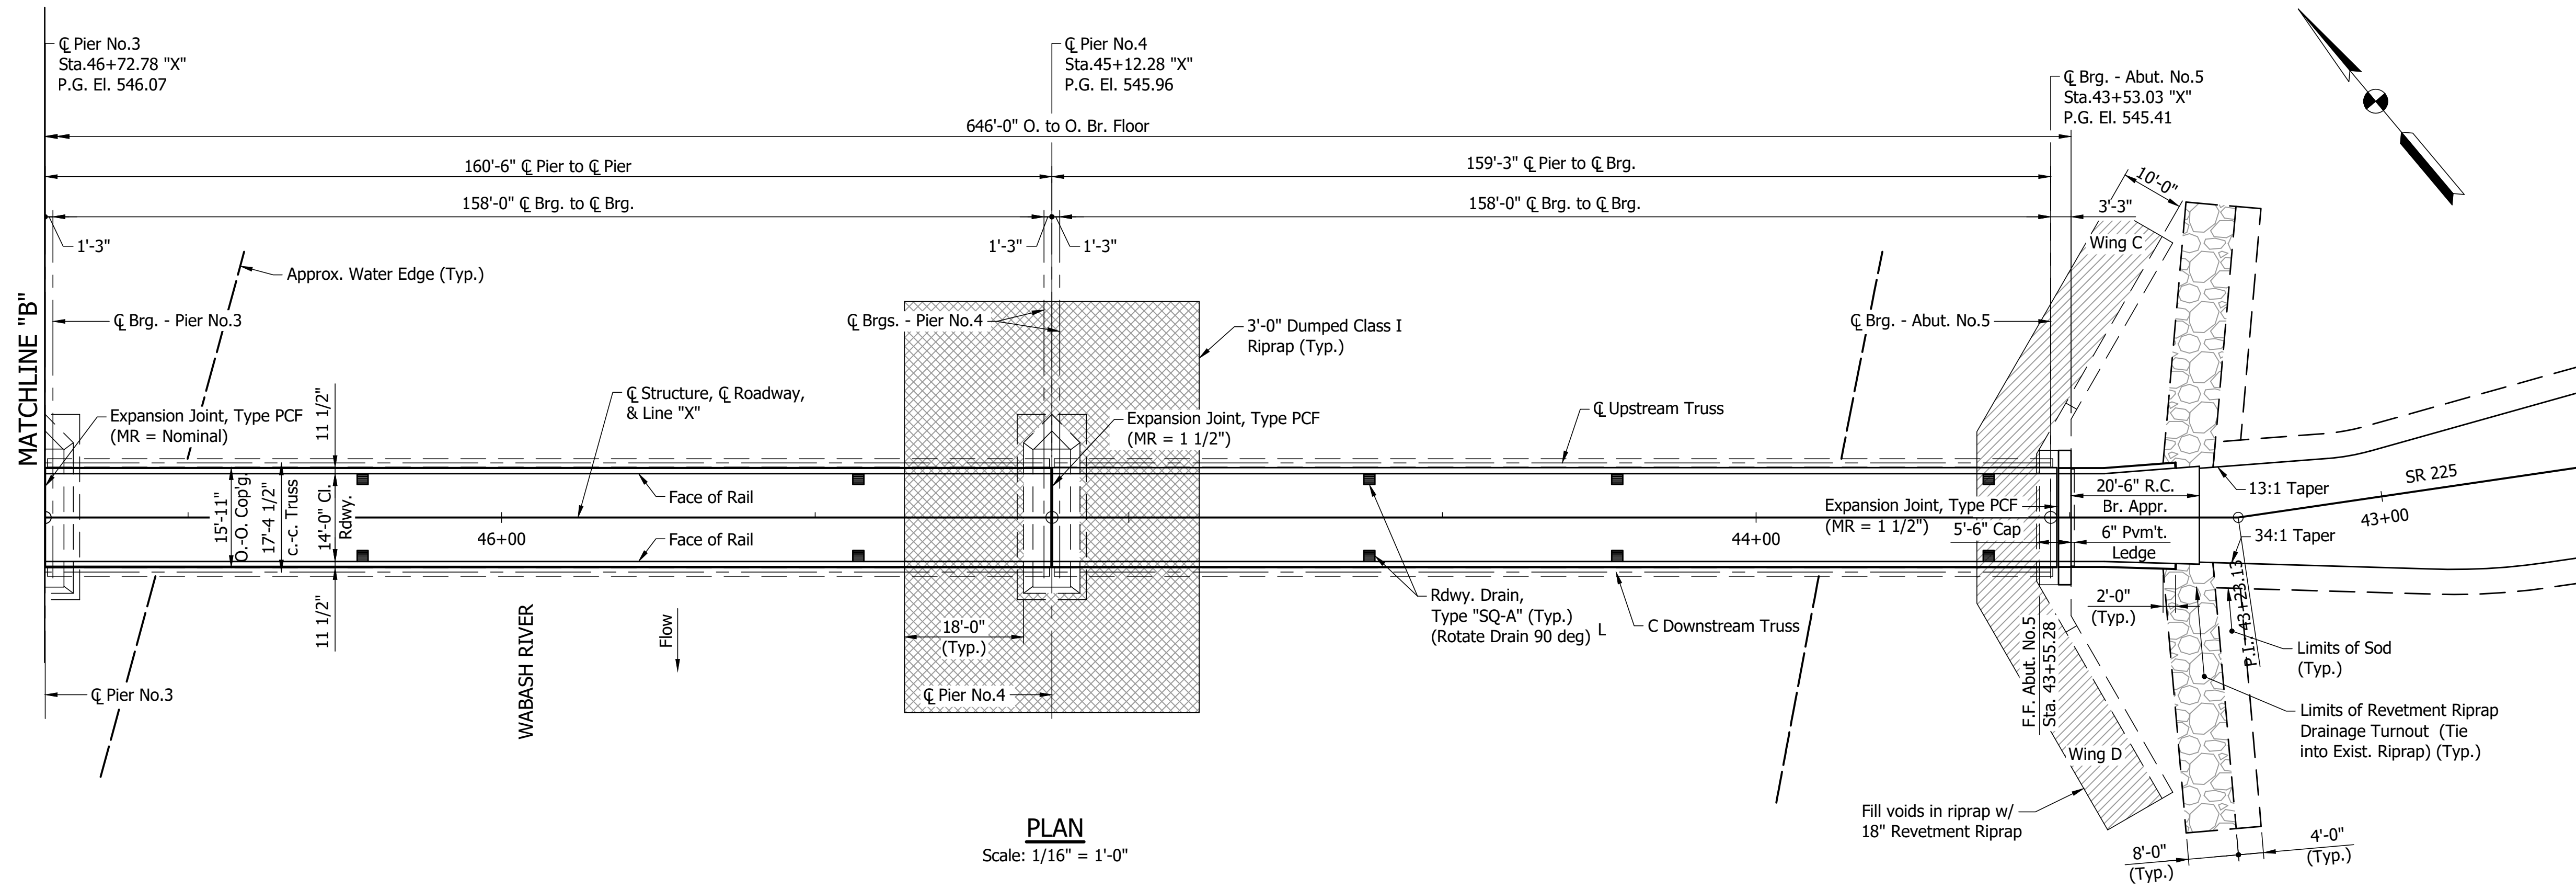 ℄ Pier No.3
Sta.46+72.78 "X"
P.G. El. 546.07
℄ Pier No.4
Sta.45+12.28 "X"
P.G. El. 545.96
℄ Brg. - Abut. No.5
Sta.43+53.03 "X"
P.G. El. 545.41
646'-0" O. to O. Br. Floor
160'-6" ℄ Pier to ℄ Pier
159'-3" ℄ Pier to ℄ Brg.
158'-0" ℄ Brg. to ℄ Brg.
158'-0" ℄ Brg. to ℄ Brg.
10'-0"
3'-3"
1'-3"
1'-3"
1'-3"
Wing C
Approx. Water Edge (Typ.)
MATCHLINE "B"
℄ Brg. - Pier No.3
℄ Brgs. - Pier No.4
3'-0" Dumped Class I
Riprap (Typ.)
℄ Brg. - Abut. No.5
℄ Structure, ℄ Roadway,
& Line "X"
11 1/2"
Expansion Joint, Type PCF
(MR = Nominal)
Expansion Joint, Type PCF
(MR = 1 1/2")
℄ Upstream Truss
15'-11"
O.-O. Cop'g.
17'-4 1/2"
c.-c. Truss
14'-0" Cl.
Rdwy.
Face of Rail
Face of Rail
46+00
44+00
Expansion Joint, Type PCF
(MR = 1 1/2")
5'-6" Cap
20'-6" R.C.
Br. Appr.
6" Pvm't.
Ledge
13:1 Taper
SR 225
43+00
34:1 Taper
P.I. 43+23.13
11 1/2"
WABASH RIVER
Flow
18'-0"
(Typ.)
Rdwy. Drain,
Type "SQ-A" (Typ.)
(Rotate Drain 90 deg)
L
C Downstream Truss
2'-0"
(Typ.)
F.F. Abut. No.5
Sta. 43+55.28
Limits of Sod
(Typ.)
℄ Pier No.3
℄ Pier No.4
Limits of Revetment Riprap
Drainage Turnout (Tie
into Exist. Riprap) (Typ.)
Wing D
Fill voids in riprap w/
18" Revetment Riprap
PLAN
Scale: 1/16" = 1'-0"
8'-0"
(Typ.)
4'-0"
(Typ.)